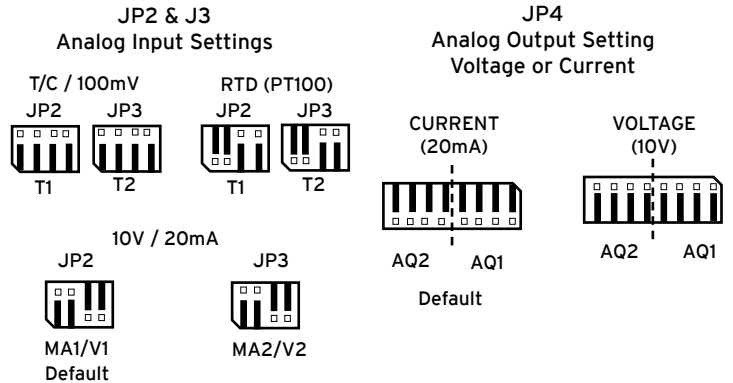 JP2 & J3
Analog Input Settings
T/C / 100mV
JP2 JP3
T1 T2
RTD (PT100)
JP2 JP3
T1 T2
10V / 20mA
JP2 JP3
MA1/V1 MA2/V2
Default
JP4
Analog Output Setting
Voltage or Current
CURRENT
(20mA)
AQ2 AQ1
Default
VOLTAGE
(10V)
AQ2 AQ1